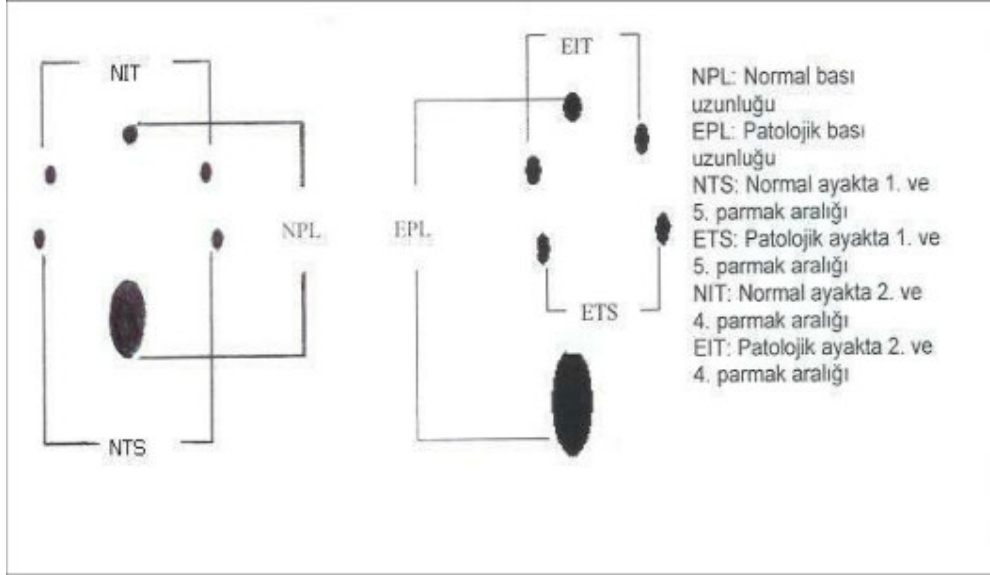 NIT
NPL
NTS
EIT
EPL
ETS
NPL: Normal bası
uzunluğu
EPL: Patolojik bası
uzunluğu
NTS: Normal ayakta 1. ve
5. parmak aralığı
ETS: Patolojik ayakta 1. ve
5. parmak aralığı
NIT: Normal ayakta 2. ve
4. parmak aralığı
EIT: Patolojik ayakta 2. ve
4. parmak aralığı